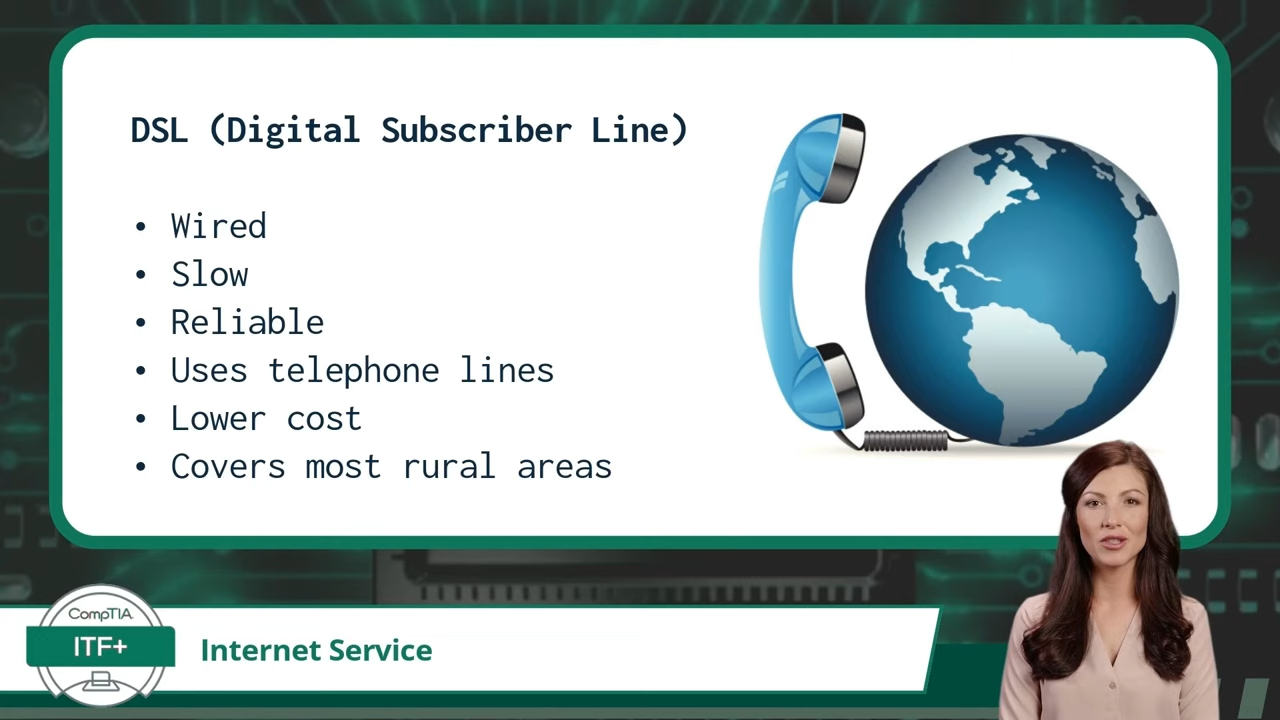 DSL (Digital Subscriber Line)
• Wired
• Slow
• Reliable
• Uses telephone lines
• Lower cost
• Covers most rural areas
CompTIA
ITF+
Internet Service